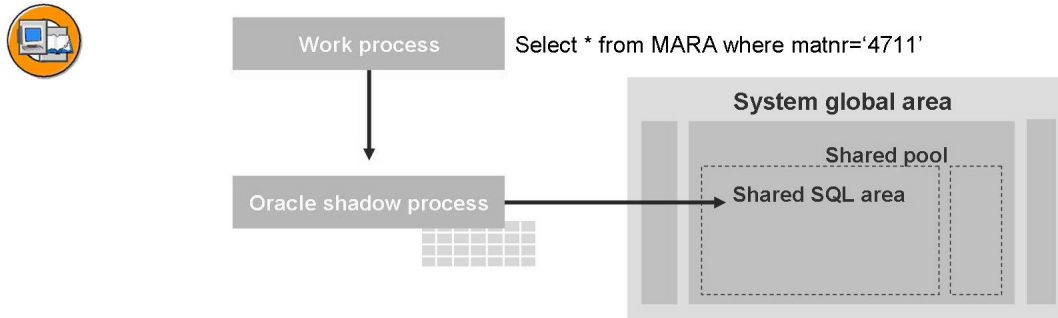 Work process
Select * from MARA where matnr=‘4711’
System global area
Shared pool
Oracle shadow process
Shared SQL area